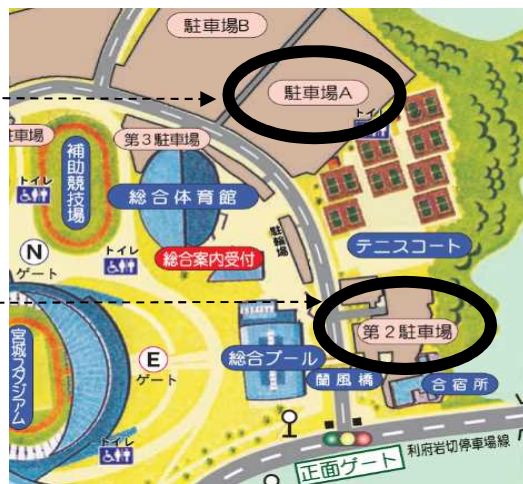 駐車場B
駐車場A
トイレ
車場
第3駐車場
トイレ
補助競技場
総合体育館
駐輪場
テニスコート
総合案内受付
N
ゲート
トイレ
第2駐車場
総合プール
蘭風橋
合宿所
E
ゲート
宮城スタジアム
トイレ
利府岩切停車場線
正面ゲート